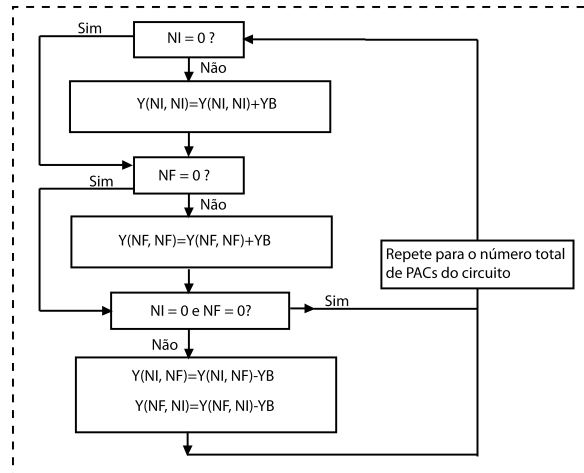 Sim
NI = 0 ?
Não
Y(NI, NI)=Y(NI, NI)+YB
NF = 0 ?
Sim
Não
Y(NF, NF)=Y(NF, NF)+YB
Repete para o número total
de PACs do circuito
NI = 0 e NF = 0?
Sim
Não
Y(NI, NF)=Y(NI, NF)-YB
Y(NF, NI)=Y(NF, NI)-YB